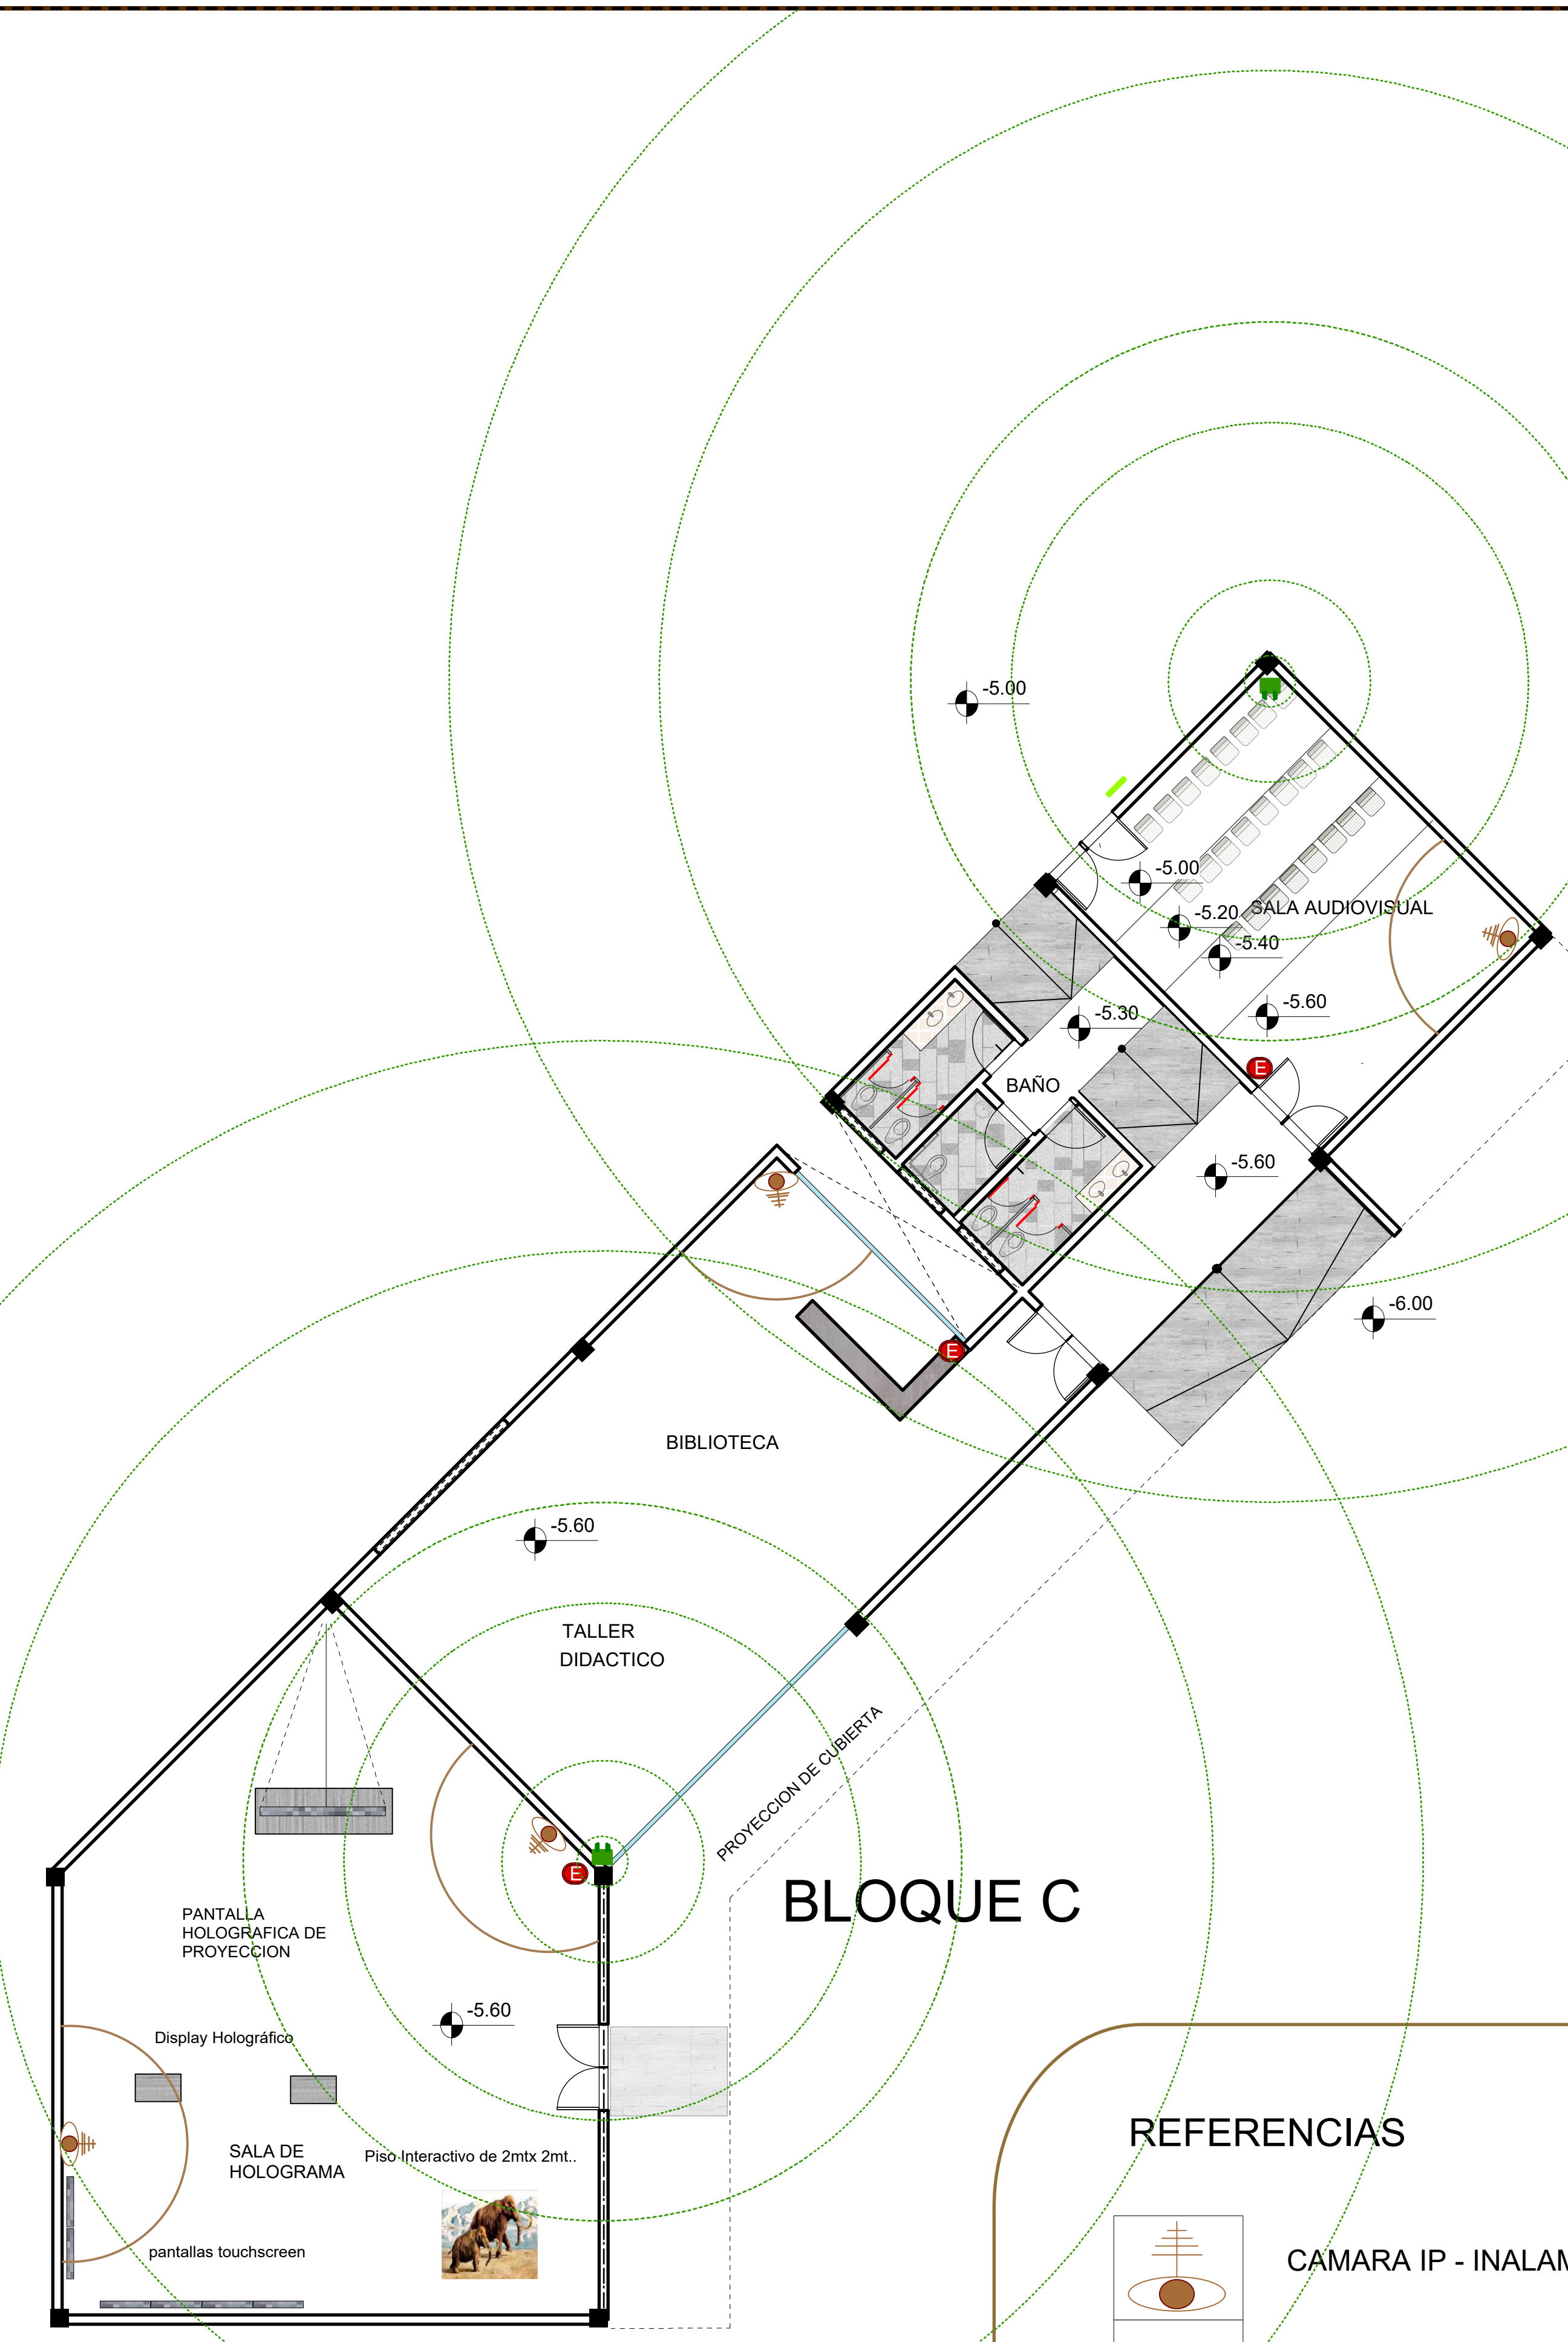 -5.00
-5.00
-5.20
SALA AUDIOVISUAL
-5.40
-5.60
-5.30
E
BAÑO
-5.60
-6.00
E
BIBLIOTECA
-5.60
TALLER
DIDACTICO
PROYECCION DE CUBIERTA
E
BLOQUE C
PANTALLA
HOLOGRAFICA DE
PROYECCION
-5.60
Display Holográfico
REFERENCIAS
SALA DE
HOLOGRAMA
Piso Interactivo de 2mtx 2mt..
pantallas touchscreen
CAMARA IP -